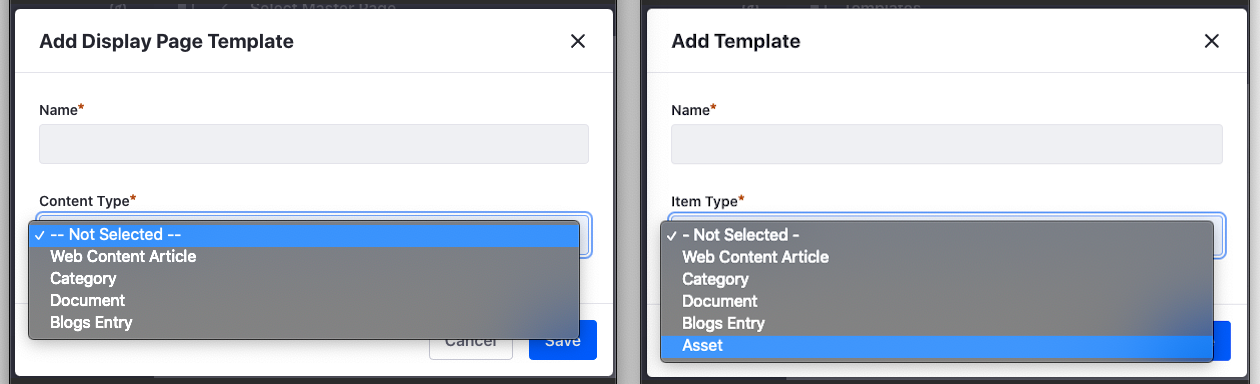 Select Master Page
Add Display Page Template
Name*
Content Type*
✓ -- Not Selected --
Web Content Article
Category
Document
Blogs Entry
Cancel
Save
Templates
Add Template
Name*
Item Type*
✓ - Not Selected -
Web Content Article
Category
Document
Blogs Entry
Asset